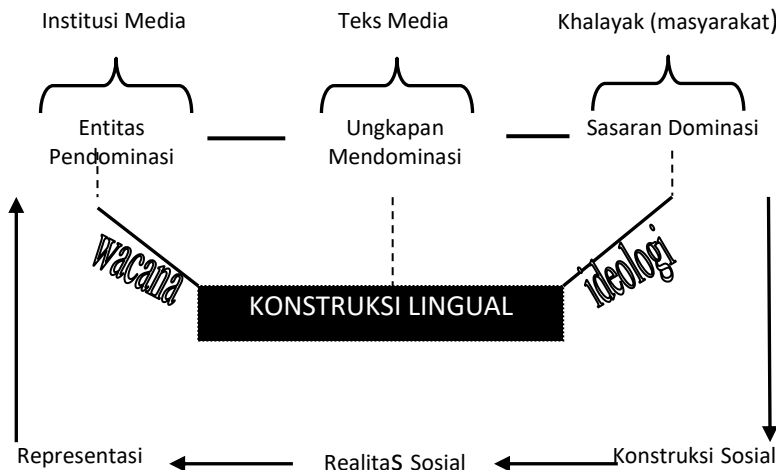 Institusi Media
Teks Media
Khalayak (masyarakat)
Entitas
Pendominasi
Ungkapan
Mendominasi
Sasaran Dominasi
wacana
ideologi
KONSTRUKSI LINGUAL
Representasi
RealitaS Sosial
Konstruksi Sosial